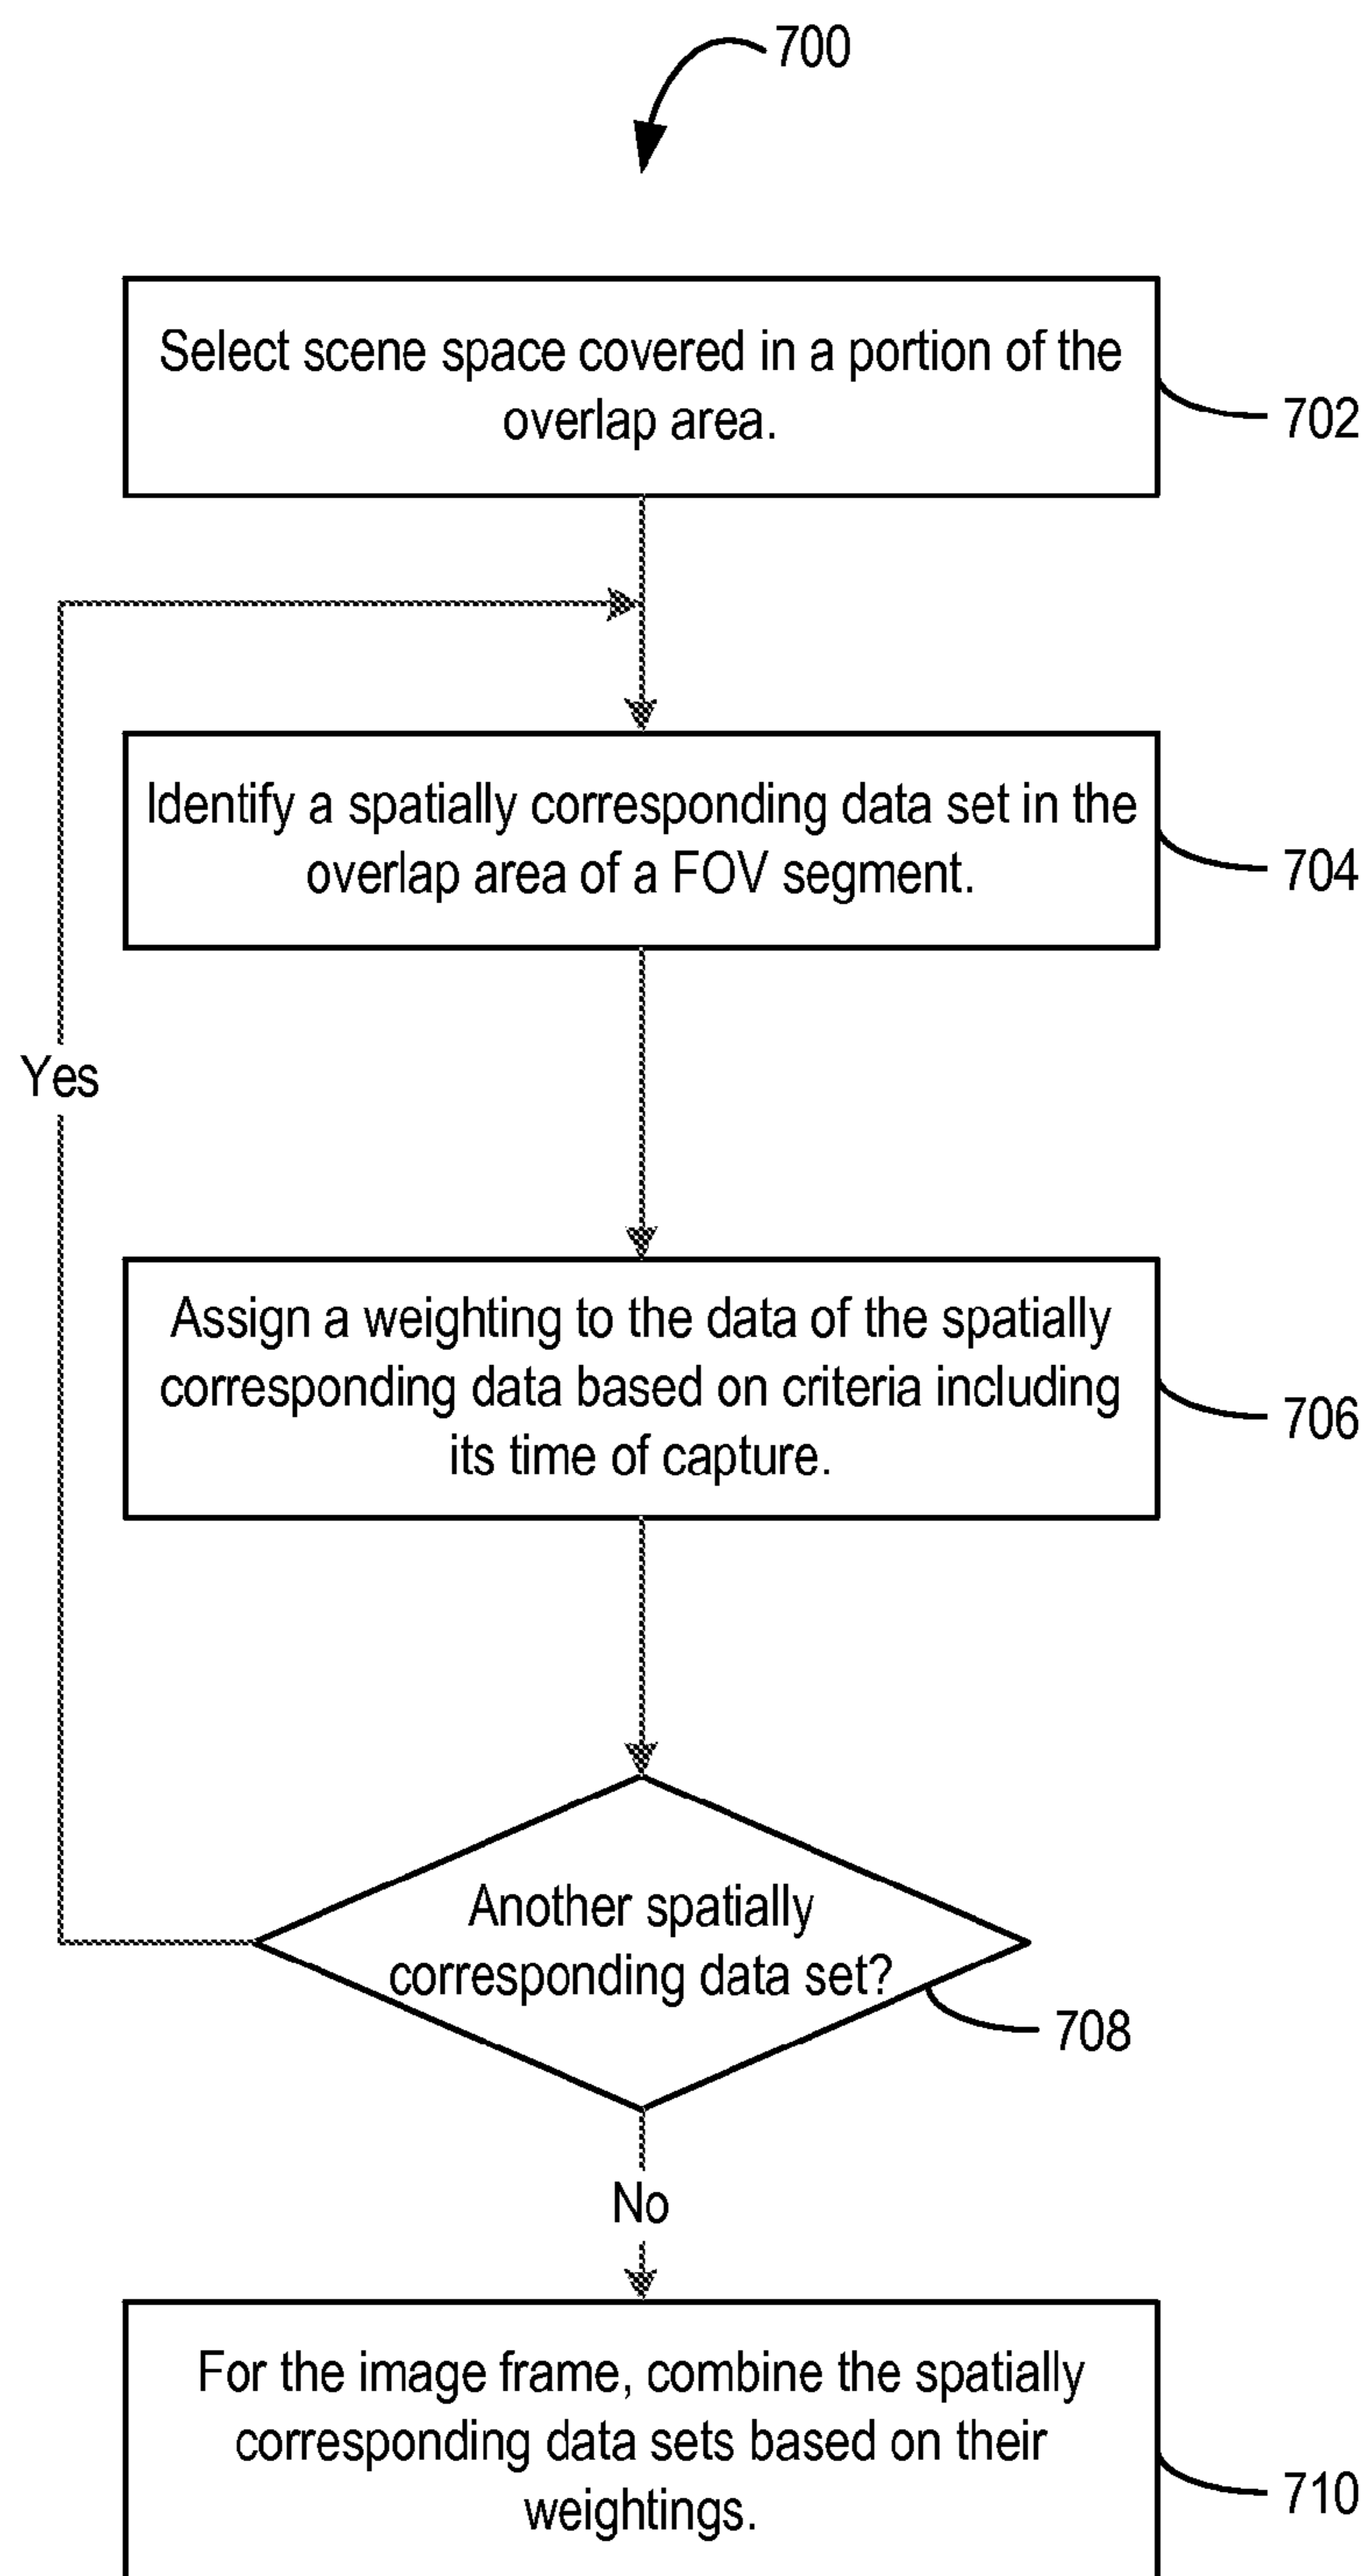 700
Select scene space covered in a portion of the
overlap area.
702
Identify a spatially corresponding data set in the
overlap area of a FOV segment.
704
Yes
Assign a weighting to the data of the spatially
corresponding data based on criteria including
its time of capture.
706
Another spatially
corresponding data set?
708
No
For the image frame, combine the spatially
corresponding data sets based on their
weightings.
710